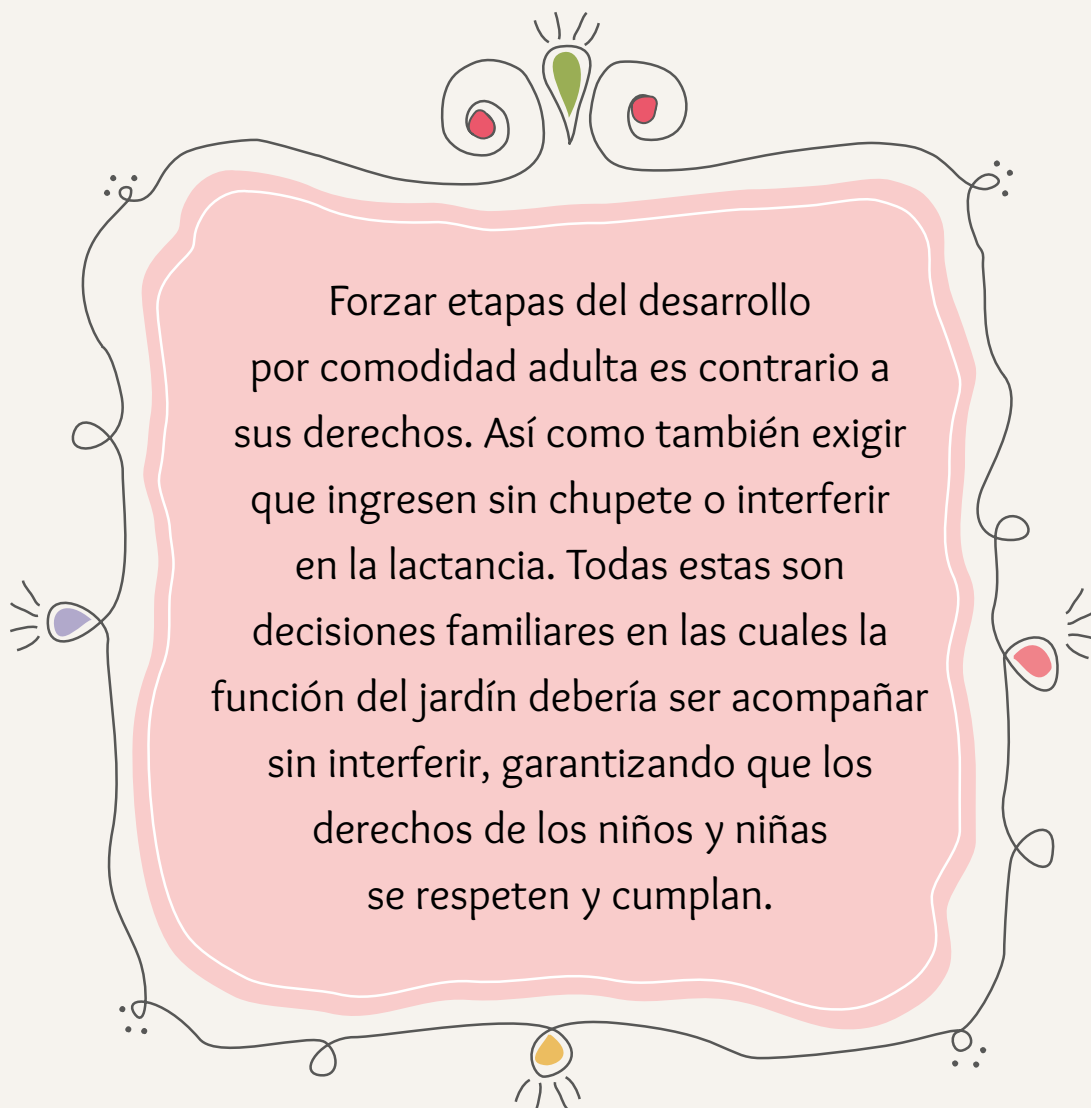 Forzar etapas del desarrollo
por comodidad adulta es contrario a
sus derechos. Así como también exigir
que ingresen sin chupete o interferir
en la lactancia. Todas estas son
decisiones familiares en las cuales la
función del jardín debería ser acompañar
sin interferir, garantizando que los
derechos de los niños y niñas
se respeten y cumplan.